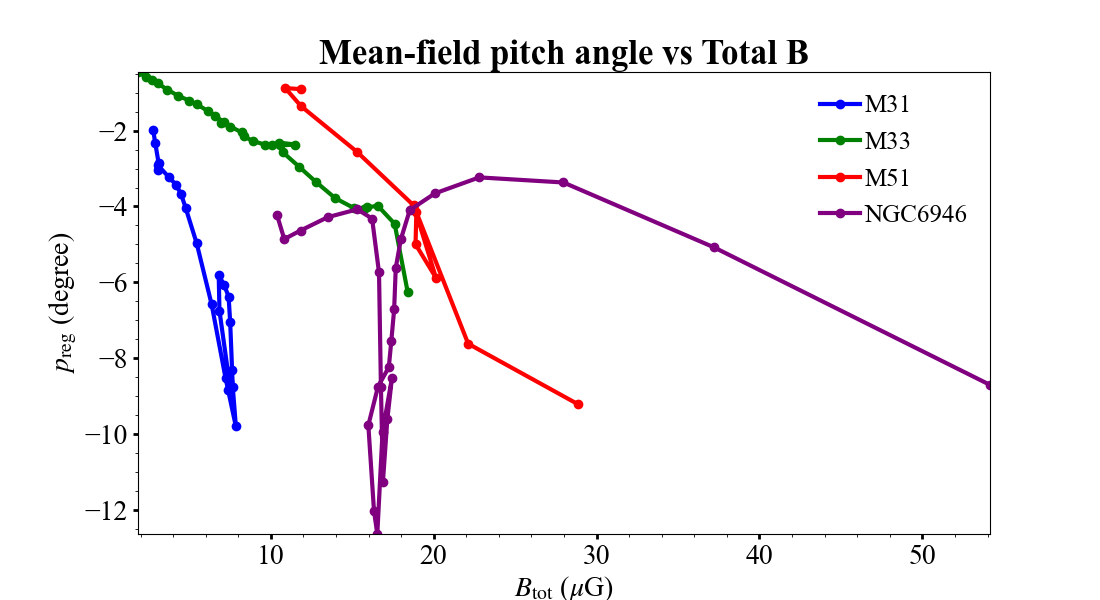 Mean-field pitch angle vs Total B
M31
M33
M51
NGC6946
−2
−4
−6
−8
−10
−12
p_reg (degree)
10 20 30 40 50
B_tot (μG)